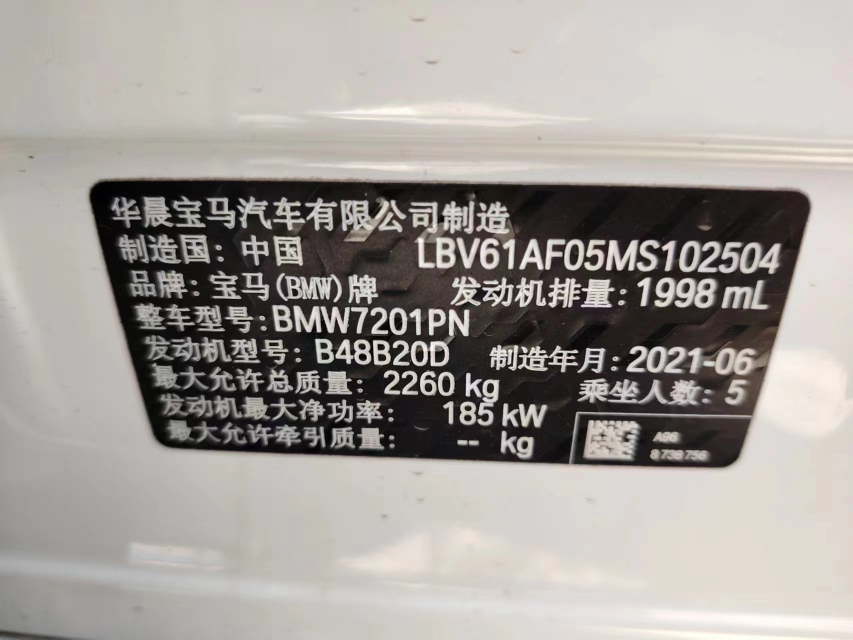 华晨宝马汽车有限公司制造
制造国: 中国 LBV61AF05MS102504
品牌: 宝马(BMW)牌 发动机排量: 1998 mL
整车型号: BMW7201PN
发动机型号: B48B20D 制造年月: 2021-06
最大允许总质量: 2260 kg 乘坐人数: 5
发动机最大净功率: 185 kW
最大允许牵引质量: -- kg
A96
8 736 756